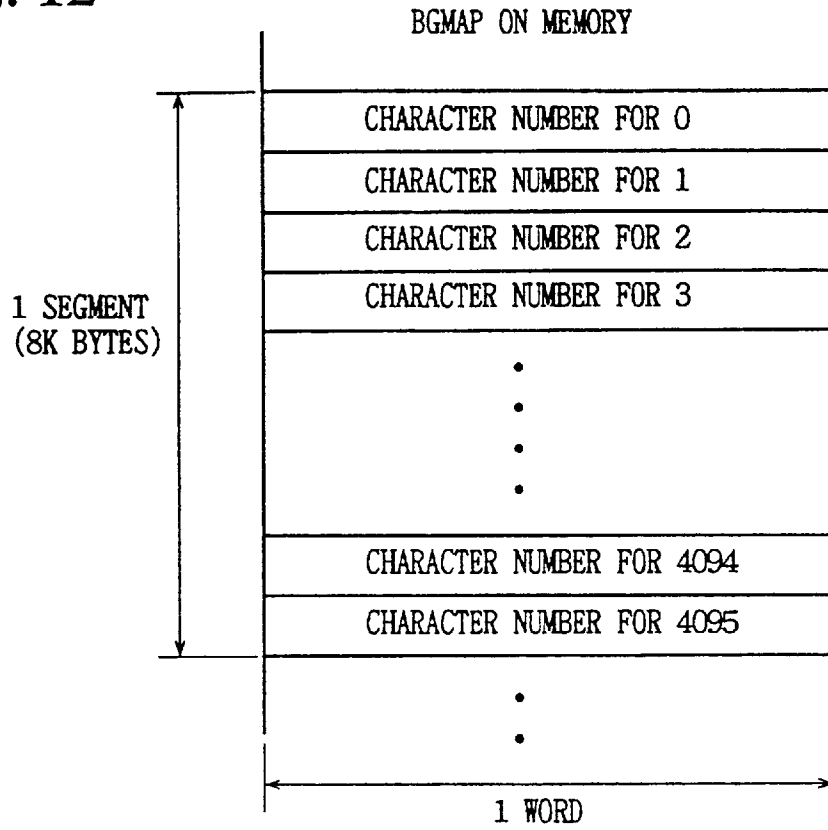 BGMAP ON MEMORY
CHARACTER NUMBER FOR 0
CHARACTER NUMBER FOR 1
CHARACTER NUMBER FOR 2
CHARACTER NUMBER FOR 3
1 SEGMENT
(8K BYTES)
CHARACTER NUMBER FOR 4094
CHARACTER NUMBER FOR 4095
1 WORD